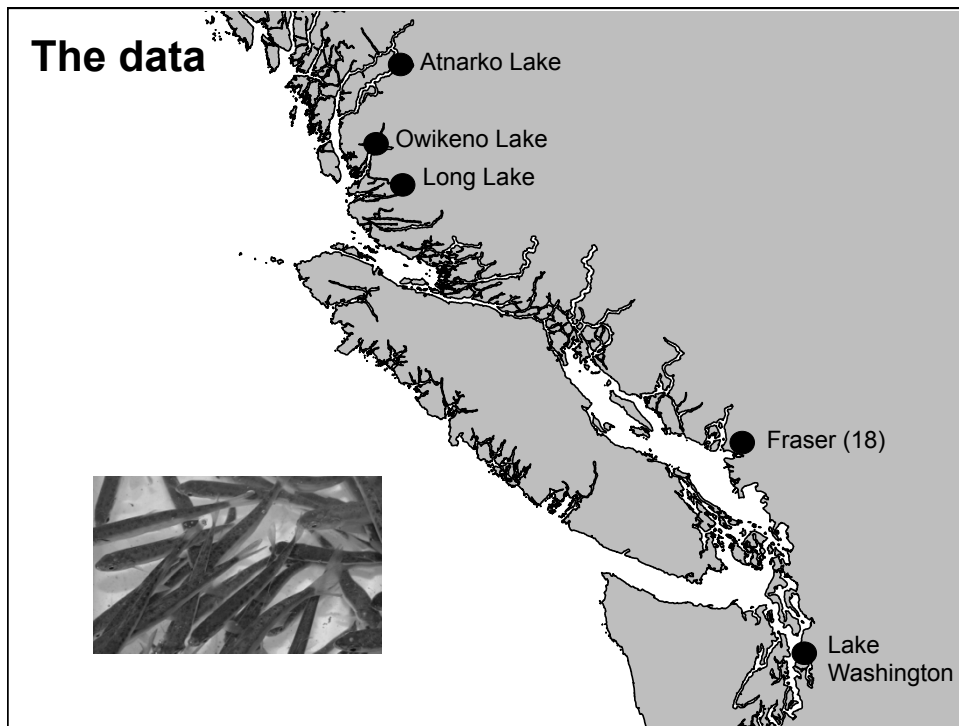 The data
Atnarko Lake
Owikeno Lake
Long Lake
Fraser (18)
Lake
Washington